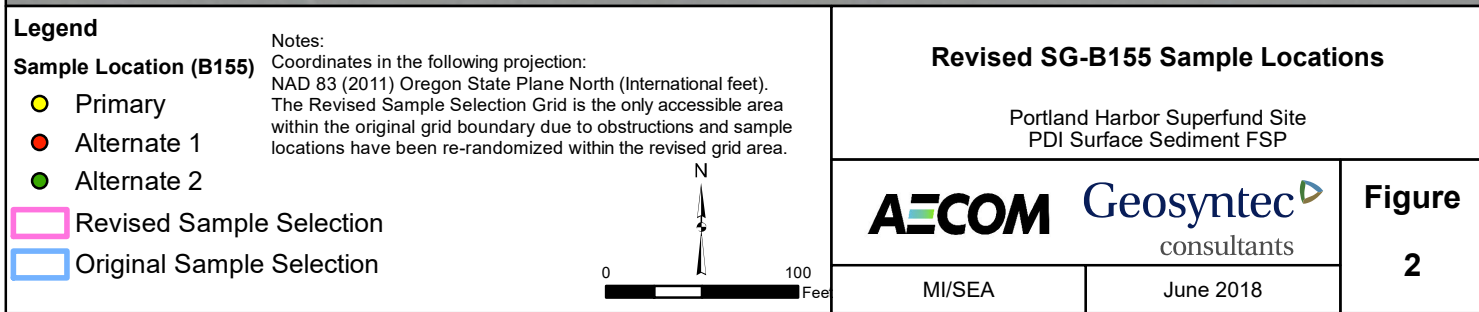 Legend
Sample Location (B155)
Primary
Alternate 1
Alternate 2
Revised Sample Selection
Original Sample Selection
Notes:
Coordinates in the following projection:
NAD 83 (2011) Oregon State Plane North (International feet).
The Revised Sample Selection Grid is the only accessible area
within the original grid boundary due to obstructions and sample
locations have been re-randomized within the revised grid area.
N
0 100
Feet
Revised SG-B155 Sample Locations
Portland Harbor Superfund Site
PDI Surface Sediment FSP
AECOM
Geosyntec
consultants
MI/SEA
June 2018
Figure
2